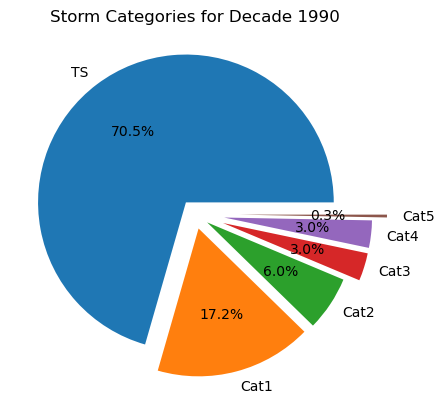 Storm Categories for Decade 1990
TS
70.5%
0.3%
Cat5
3.0%
Cat4
3.0%
Cat3
6.0%
Cat2
17.2%
Cat1